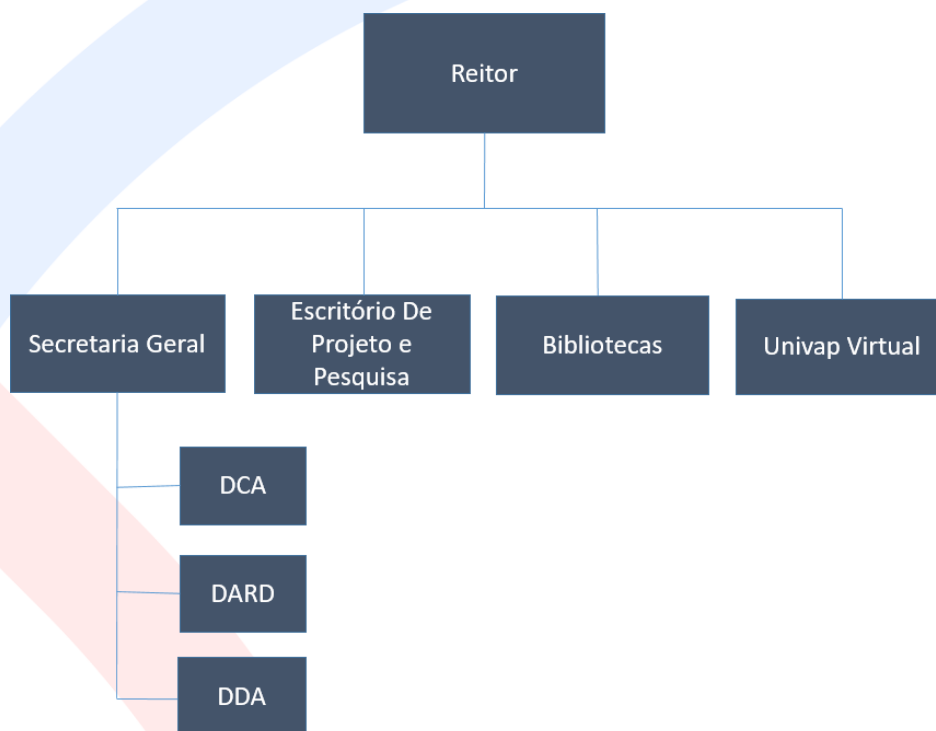 Reitor
Secretaria Geral
Escritório De
Projeto e
Pesquisa
Bibliotecas
Univap Virtual
DCA
DARD
DDA